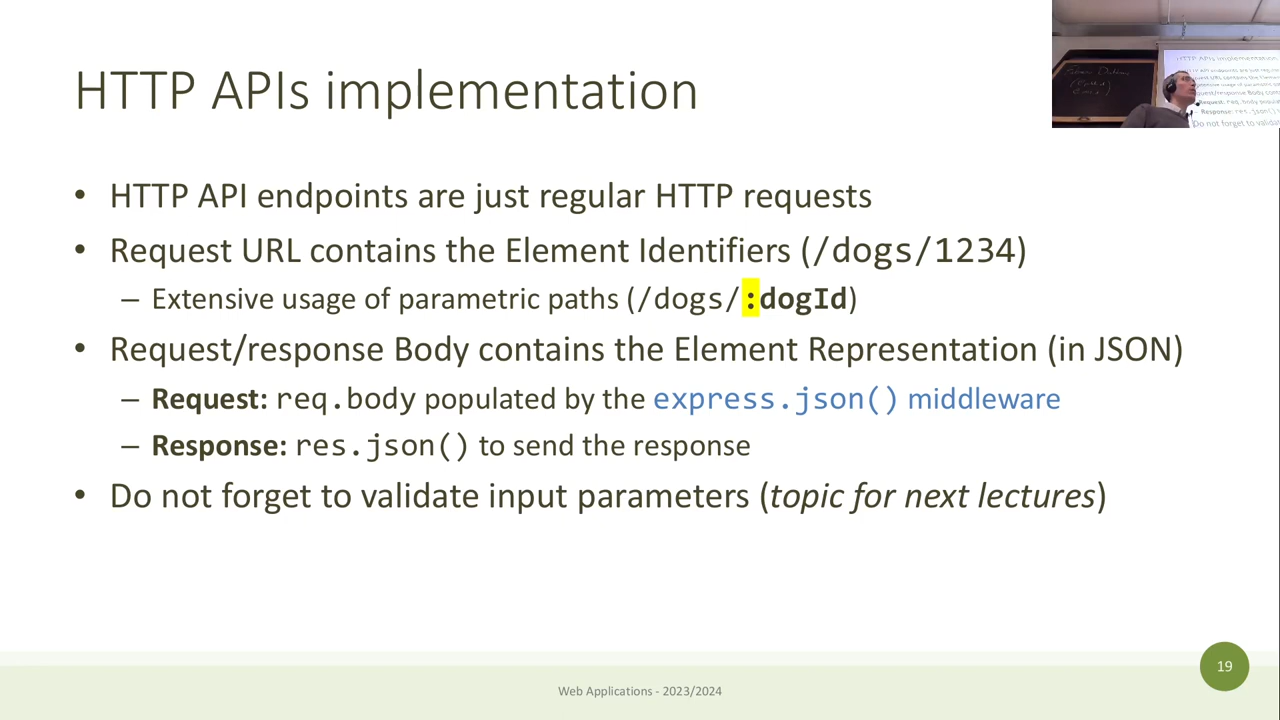 HTTP APIs implementation
• HTTP API endpoints are just regular HTTP requests
• Request URL contains the Element Identifiers (/dogs/1234)
– Extensive usage of parametric paths (/dogs/:dogId)
• Request/response Body contains the Element Representation (in JSON)
– Request: req.body populated by the express.json() middleware
– Response: res.json() to send the response
• Do not forget to validate input parameters (topic for next lectures)
19
Web Applications - 2023/2024